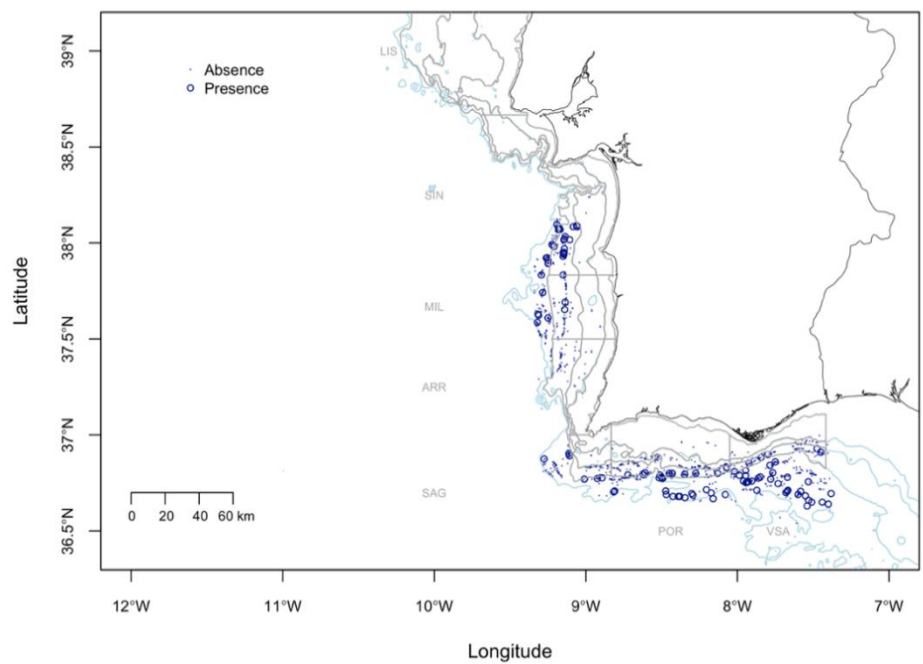 39°N
38.5°N
38°N
37.5°N
37°N
36.5°N
Latitude
Absence
Presence
LIS
SIN
MIL
ARR
SAG
POR
VSA
0 20 40 60 km
12°W 11°W 10°W 9°W 8°W 7°W
Longitude